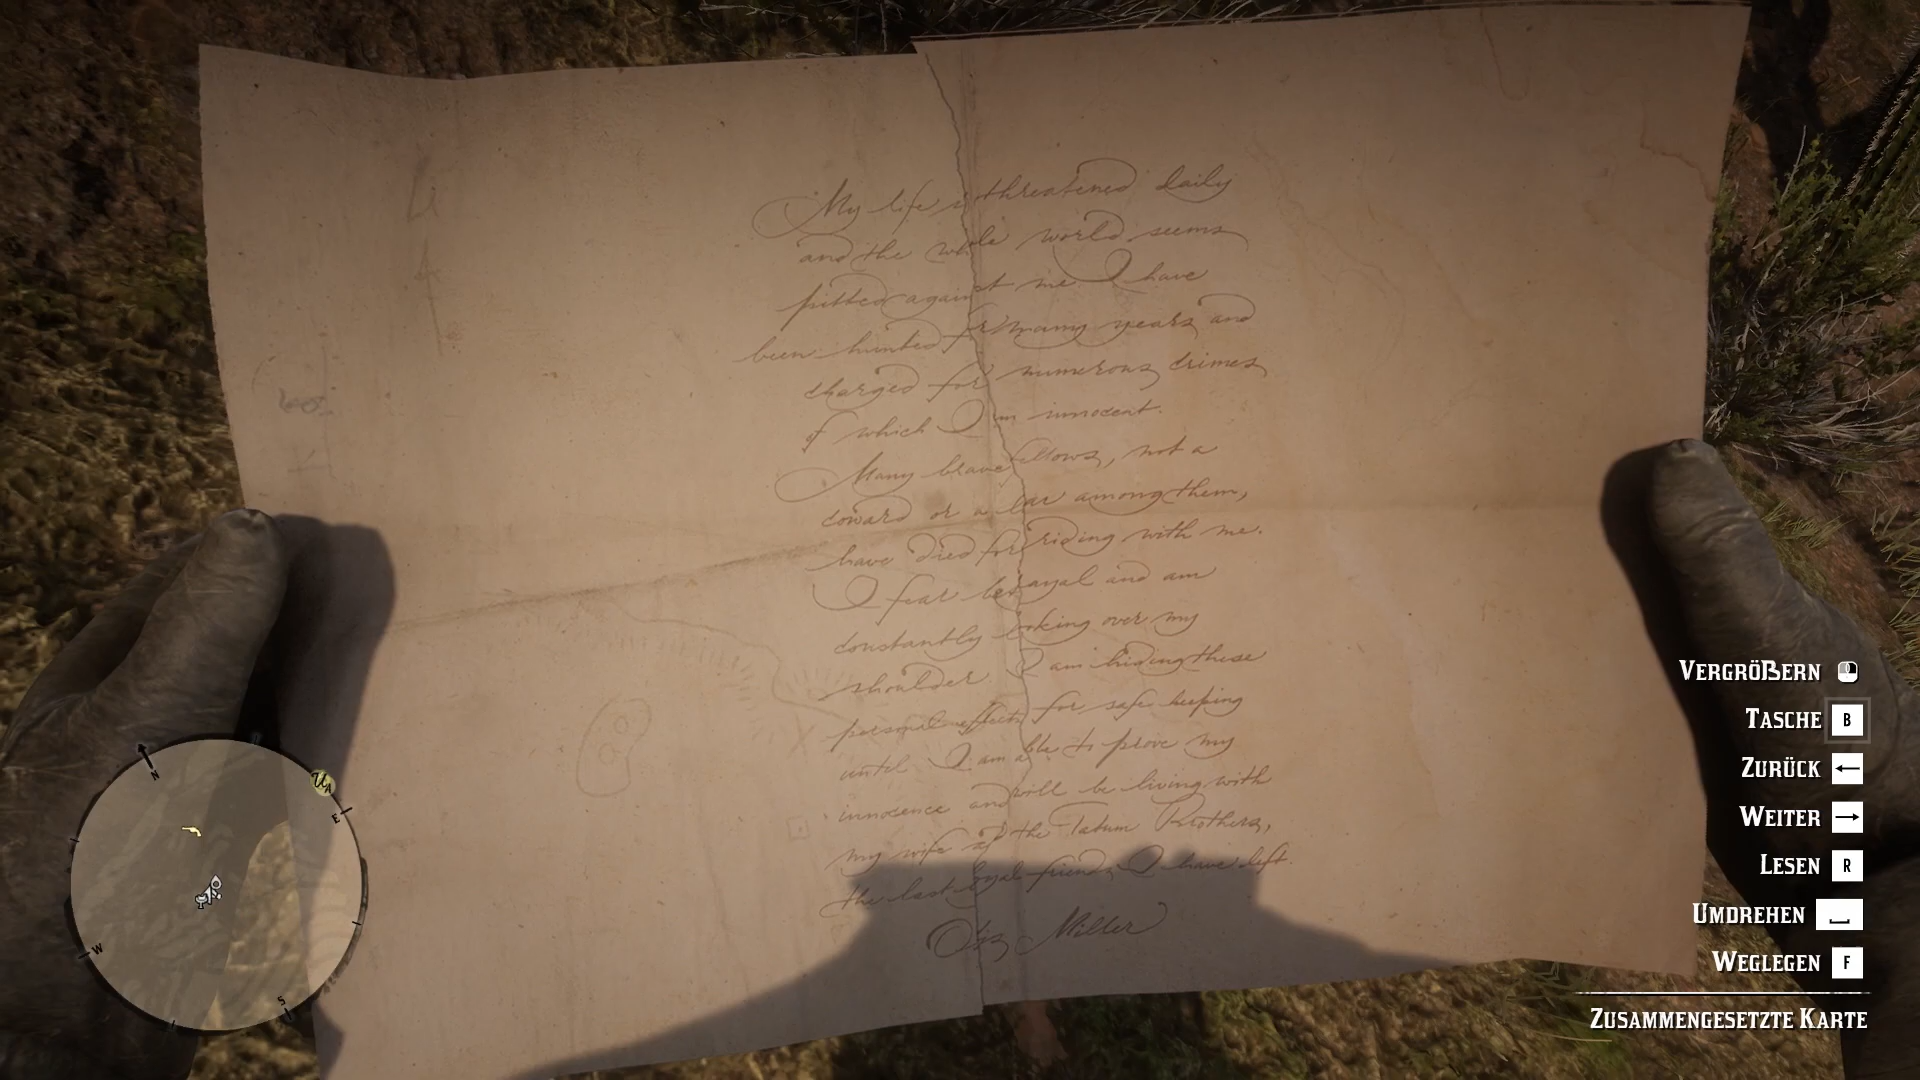 My life is threatened daily
and the whole world seems
pitted against me I have
been hunted for many years and
charged for numerous crimes
of which I am innocent.
Many brave fellows, not a
coward or a liar among them,
have died for riding with me.
I fear betrayal and am
constantly looking over my
shoulder I am hiding these
personal effects for safe keeping
until I am able to prove my
innocence and will be living with
my wife and the Tatum Brothers,
the last loyal friends I have left.
Otis Miller
N
E
S
W
VERGRÖẞERN
TASCHE B
ZURÜCK ←
WEITER →
LESEN R
UMDREHEN
WEGLEGEN F
ZUSAMMENGESETZTE KARTE